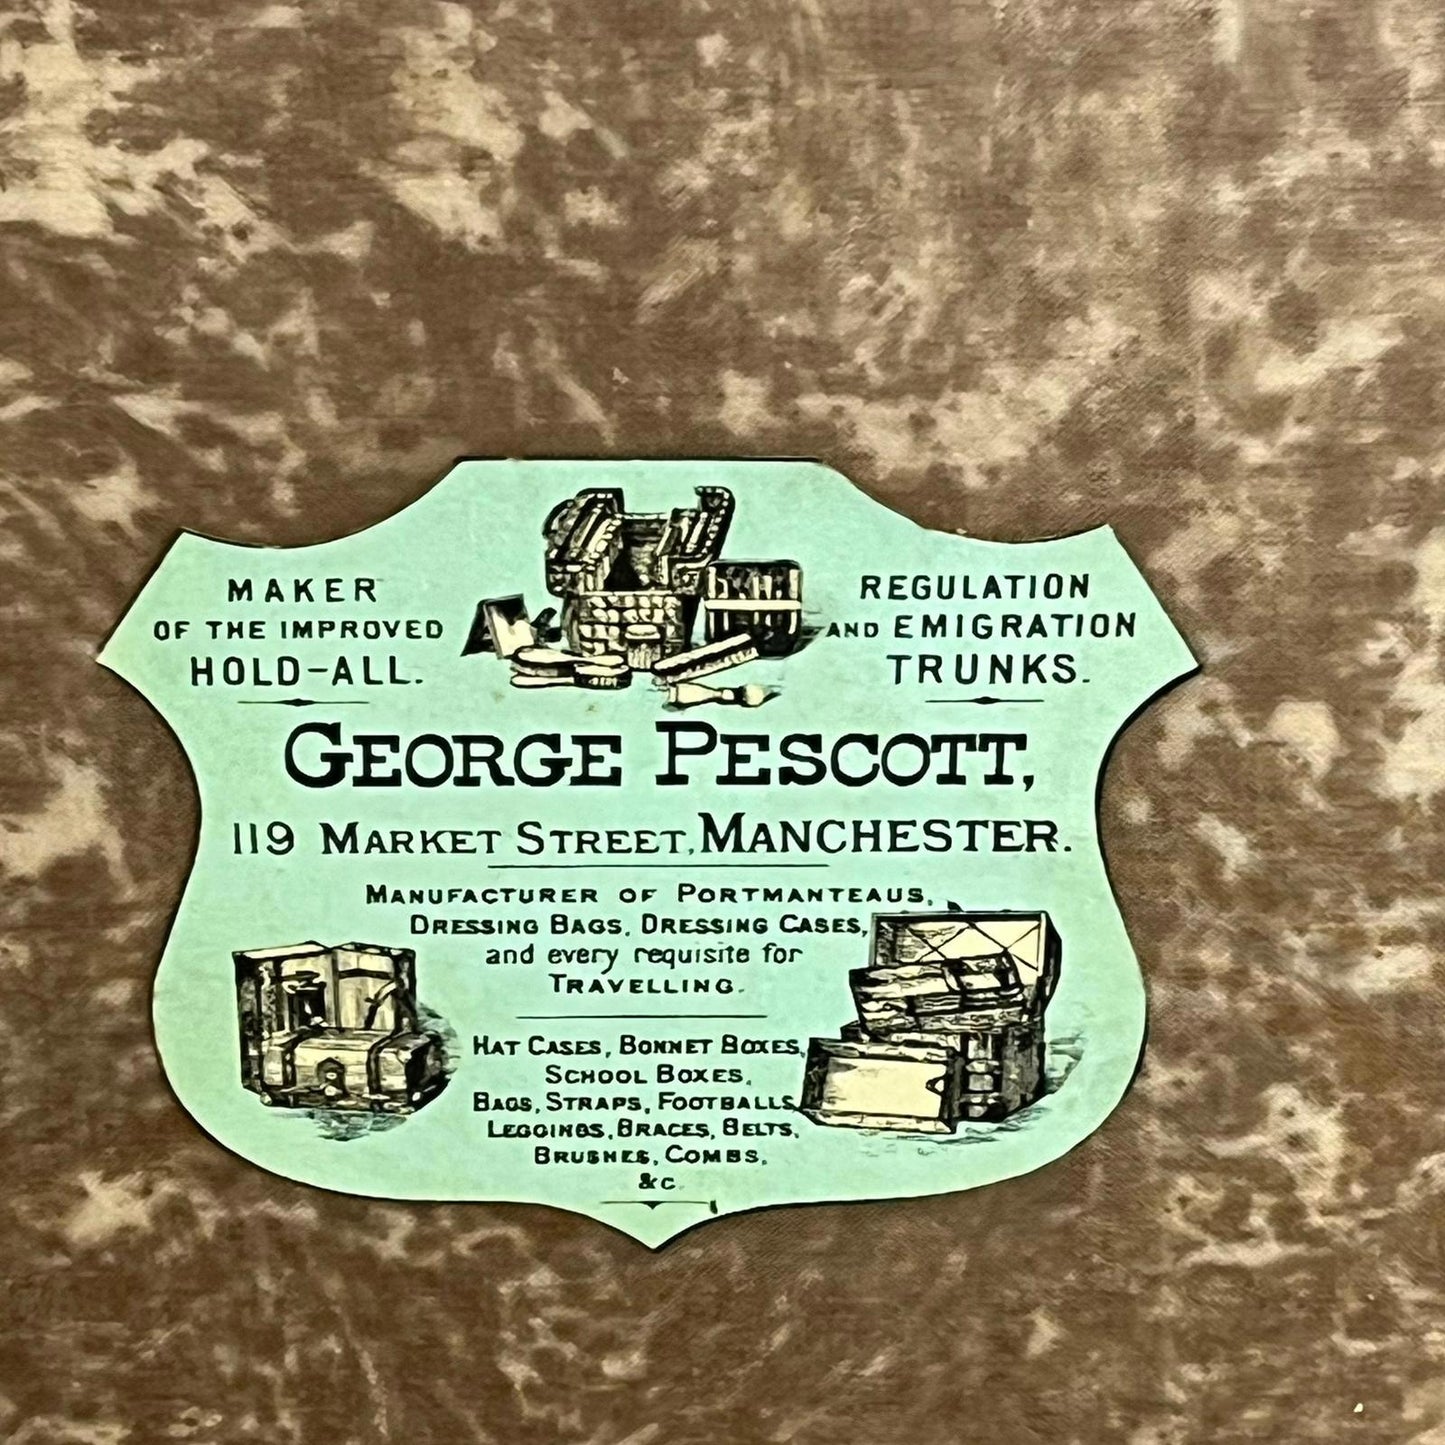 MAKER
OF THE IMPROVED
HOLD-ALL.
REGULATION
AND EMIGRATION
TRUNKS.
GEORGE PESCOTT,
119 MARKET STREET, MANCHESTER.
MANUFACTURER OF PORTMANTEAUS,
DRESSING BAGS, DRESSING CASES,
and every requisite for
TRAVELLING.
HAT CASES, BONNET BOXES,
SCHOOL BOXES,
BAGS, STRAPS, FOOTBALLS,
LEGGINGS, BRACES, BELTS,
BRUSHES, COMBS,
&c.